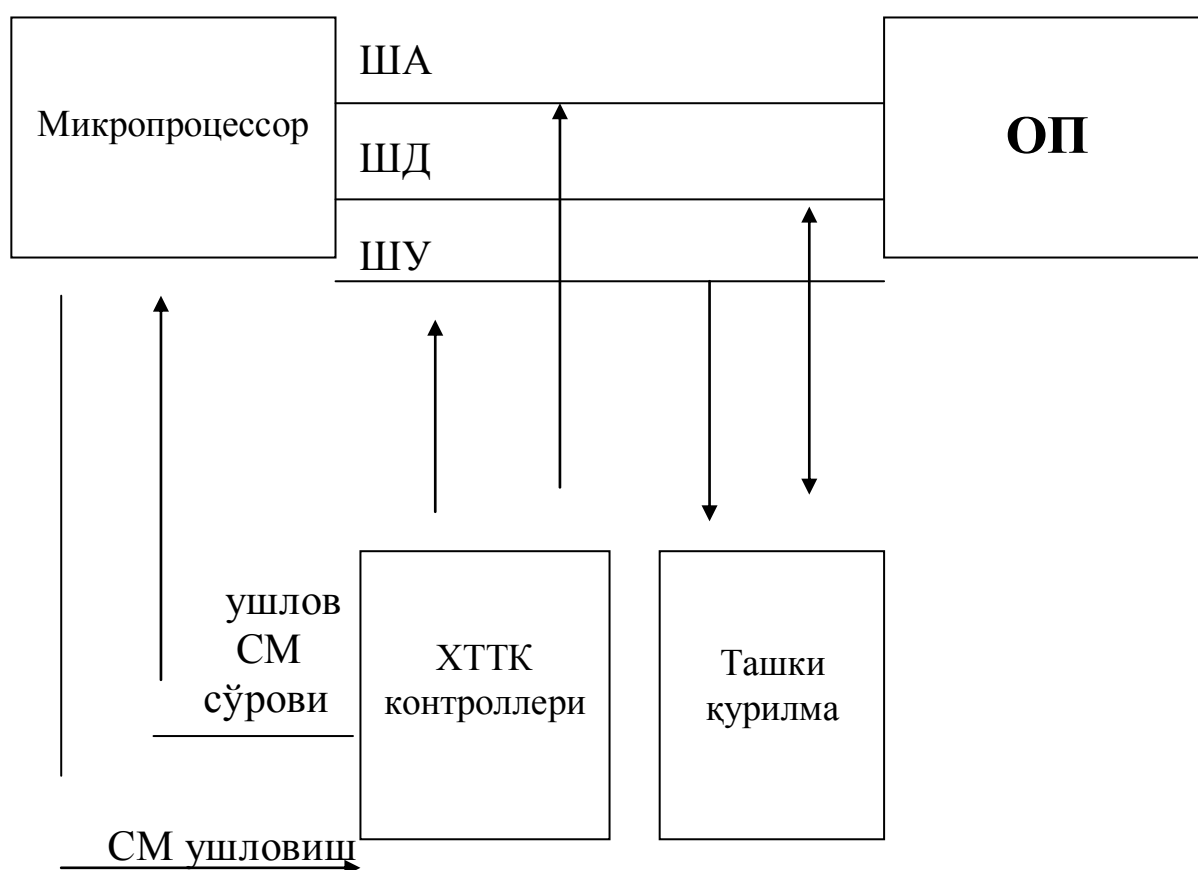 ША
Микропроцессор
ОП
ШД
ШУ
ушлов
СМ
сўрови
ХТТК
контроллери
Ташки
қурилма
СМ ушловиш